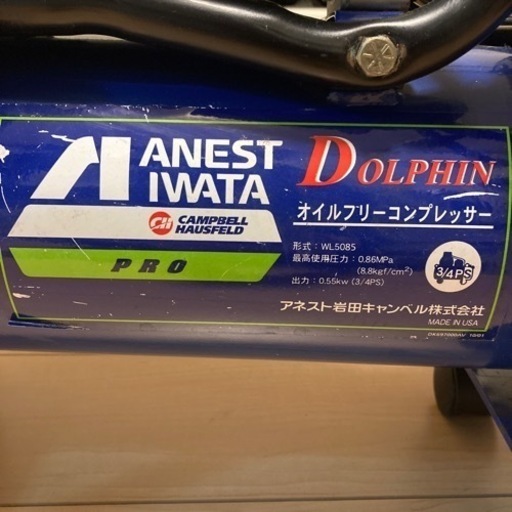 ANEST
IWATA
CH CAMPBELL
HAUSFELD
PRO
DOLPHIN
オイルフリーコンプレッサー
形式:WL5085
最高使用圧力:0.86MPa
(8.8kgf/cm²)
出力:0.55kw (3/4PS)
3/4PS
アネスト岩田キャンベル株式会社
MADE IN USA